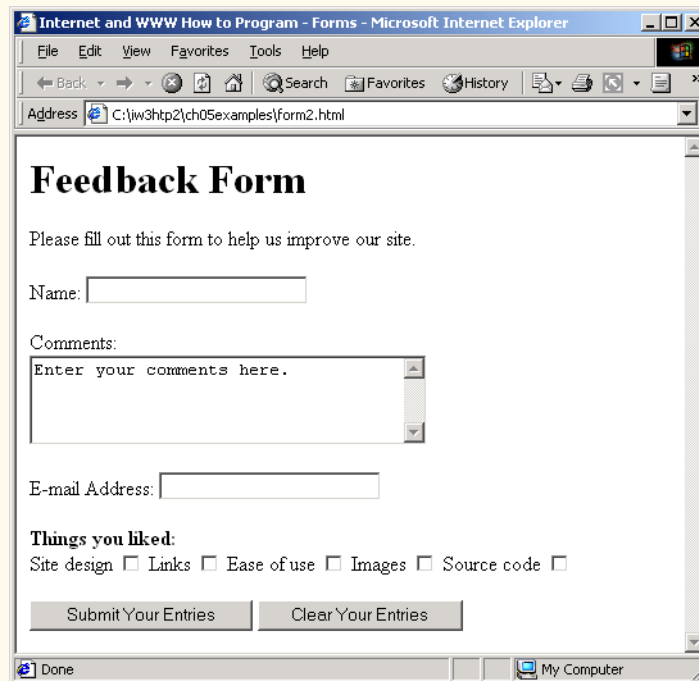 Internet and WWW How to Program - Forms - Microsoft Internet Explorer
File Edit View Favorites Tools Help
Back Search Favorites History »
Address C:\iw3htp2\ch05examples\form2.html
Feedback Form
Please fill out this form to help us improve our site.
Name:
Comments:
Enter your comments here.
E-mail Address:
Things you liked:
Site design Links Ease of use Images Source code
Submit Your Entries Clear Your Entries
Done My Computer